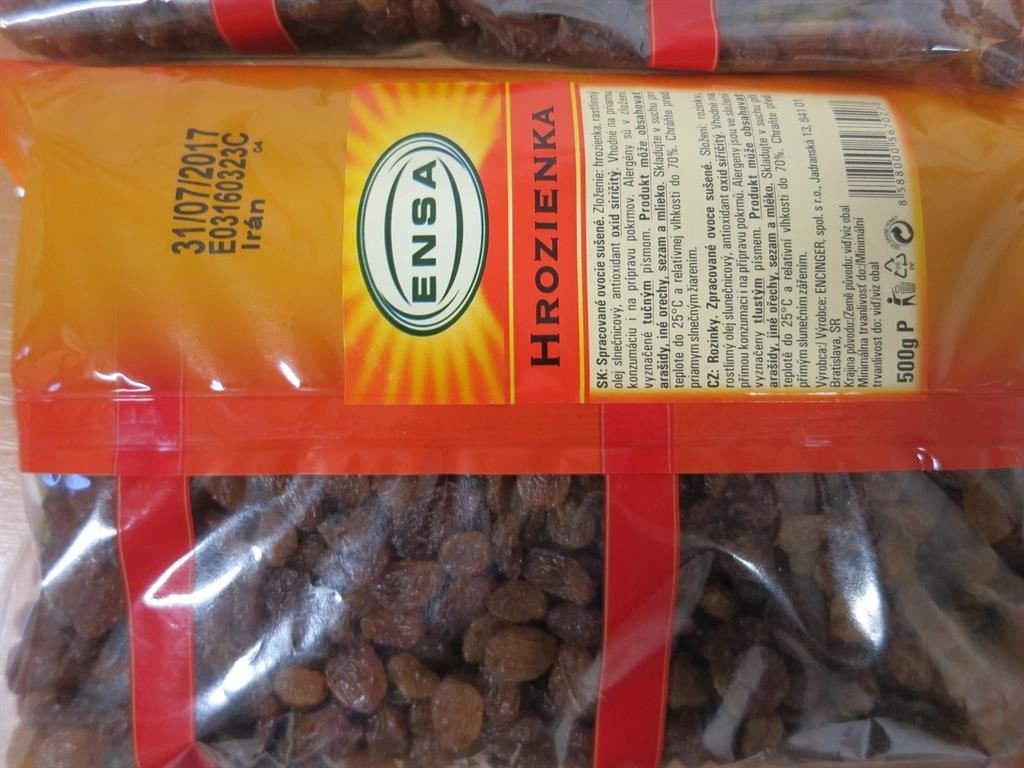 31/07/2017
E03160323C
Irán 04
ENSA
HROZIENKA
SK: Spracované ovocie sušené. Zloženie: hrozienka, rastlinný
olej slnečnicový, antioxidant oxid siričitý. Vhodné na priamu
konzumáciu i na prípravu pokrmov. Alergény sú v zložení
vyznačené tučným písmom. Produkt môže obsahovať
arašidy, iné orechy, sezam a mlieko. Skladujte v suchu pri
teplote do 25°C a relatívnej vlhkosti do 70%. Chráňte pred
priamym slnečným žiarením.
CZ: Rozinky. Zpracované ovoce sušené. Složení: rozinky,
rostlinný olej slunečnicový, antioxidant oxid siřičitý. Vhodné na
přímou konzumaci i na přípravu pokrmů. Alergeny jsou ve složení
vyznačeny tlustým písmem. Produkt může obsahovat
arašídy, iné ořechy, sezam a mléko. Skladujte v suchu při
teplotě do 25°C a relativní vlhkosti do 70%. Chraňte před
přímým slunečním zářením.
Výrobca:/ Výrobce: ENCINGER, spol. s r.o., Jadranská 13, 841 01
Bratislava, SR
Krajina pôvodu:/Země původu: viď/viz obal
Minimálna trvanlivosť do:/Minimální
trvanlivost do: viď/viz obal
500g P